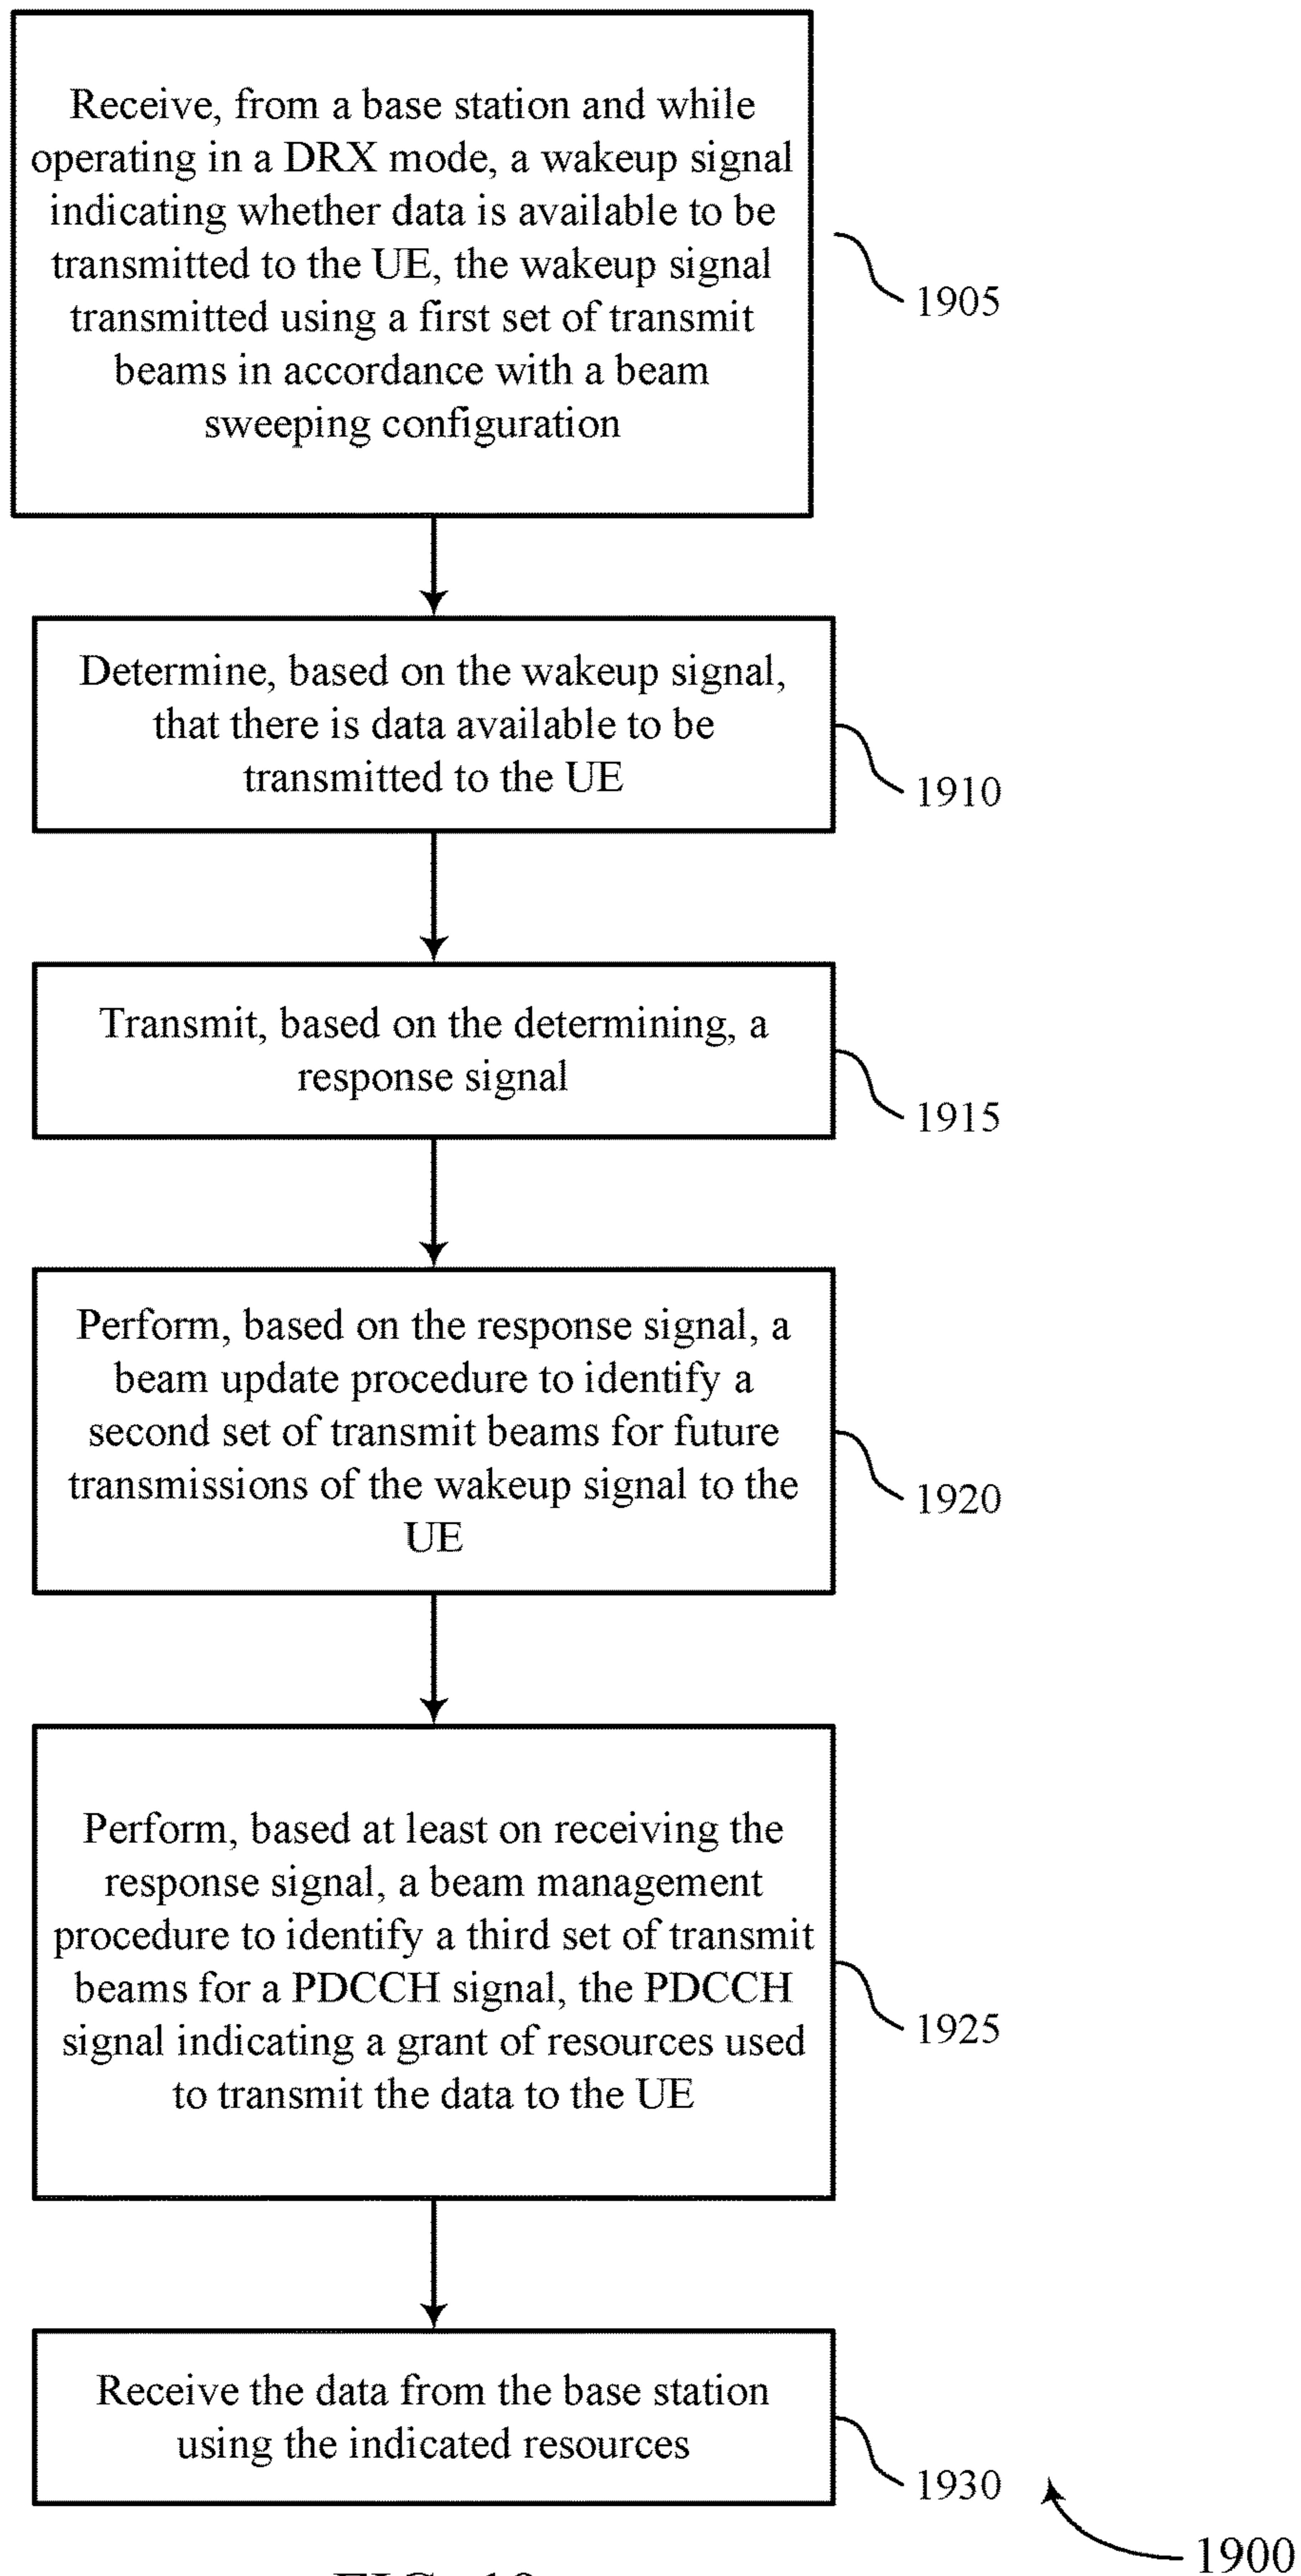 Receive, from a base station and while
operating in a DRX mode, a wakeup signal
indicating whether data is available to be
transmitted to the UE, the wakeup signal
transmitted using a first set of transmit
beams in accordance with a beam
sweeping configuration
1905
Determine, based on the wakeup signal,
that there is data available to be
transmitted to the UE
1910
Transmit, based on the determining, a
response signal
1915
Perform, based on the response signal, a
beam update procedure to identify a
second set of transmit beams for future
transmissions of the wakeup signal to the
UE
1920
Perform, based at least on receiving the
response signal, a beam management
procedure to identify a third set of transmit
beams for a PDCCH signal, the PDCCH
signal indicating a grant of resources used
to transmit the data to the UE
1925
Receive the data from the base station
using the indicated resources
1930
1900